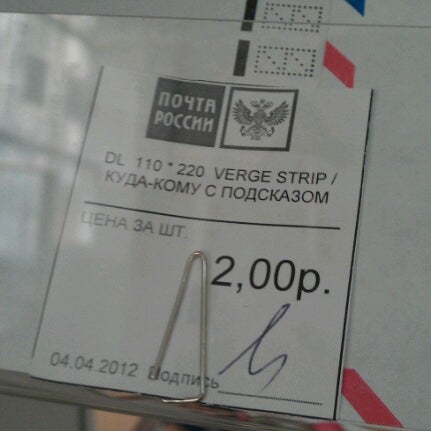 ПОЧТА
РОССИИ
DL 110 * 220 VERGE STRIP /
КУДА-КОМУ С ПОДСКАЗОМ
ЦЕНА ЗА ШТ.
2,00р.
04.04.2012 Подпись